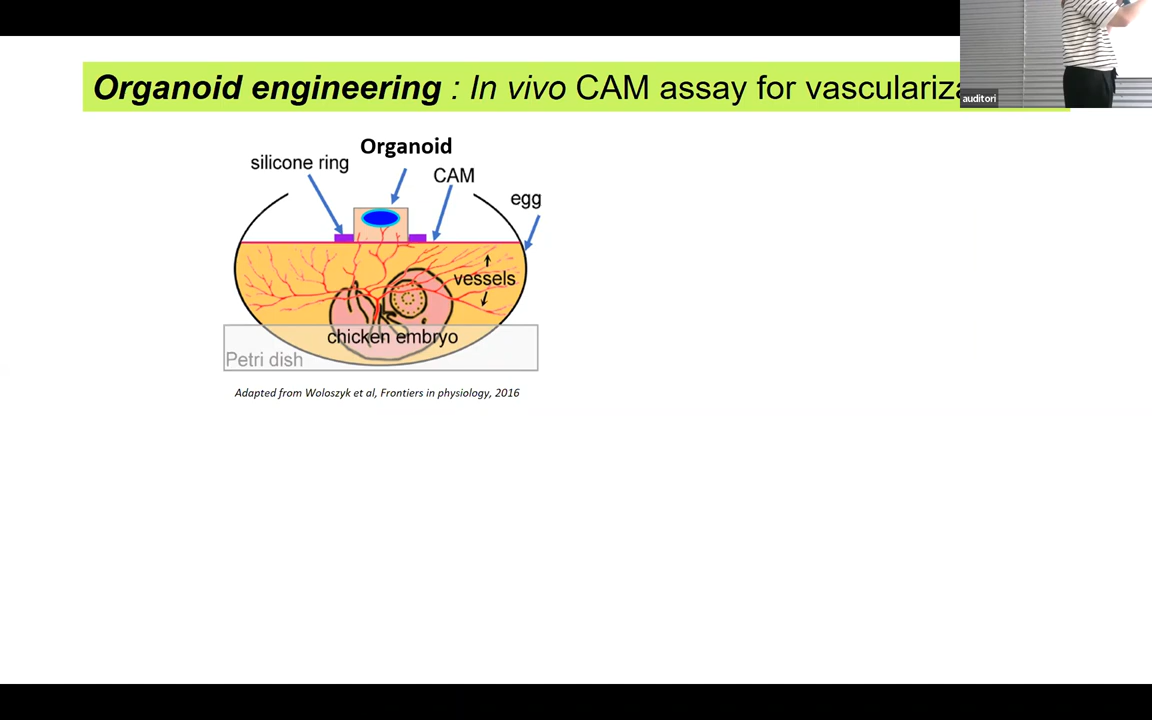 Organoid engineering : In vivo CAM assay for
auditori
Organoid
silicone ring
CAM
egg
vessels
chicken embryo
Petri dish
Adapted from Woloszyk et al, Frontiers in physiology, 2016